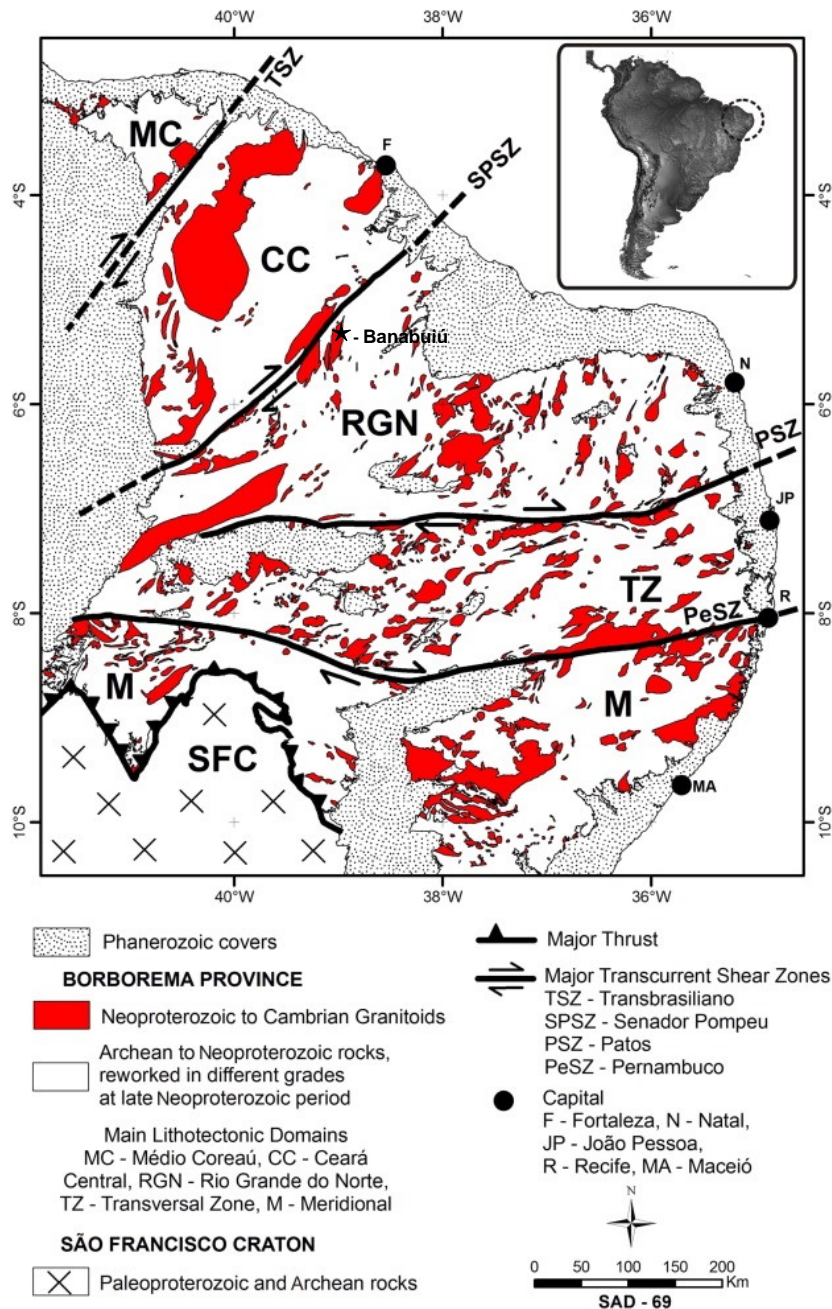 40°W 38°W 36°W
TSZ
MC
F
SPSZ
4°S 4°S
CC
- Banabuiú
N
6°S 6°S
RGN
PSZ
JP
TZ
R
8°S 8°S
PeSZ
M
M
SFC
MA
10°S 10°S
40°W 38°W 36°W
Phanerozoic covers
BORBOREMA PROVINCE
Neoproterozoic to Cambrian Granitoids
Archean to Neoproterozoic rocks,
reworked in different grades
at late Neoproterozoic period
Main Lithotectonic Domains
MC - Médio Coreaú, CC - Ceará
Central, RGN - Rio Grande do Norte,
TZ - Transversal Zone, M - Meridional
SÃO FRANCISCO CRATON
Paleoproterozoic and Archean rocks
Major Thrust
Major Transcurrent Shear Zones
TSZ - Transbrasiliano
SPSZ - Senador Pompeu
PSZ - Patos
PeSZ - Pernambuco
Capital
F - Fortaleza, N - Natal,
JP - João Pessoa,
R - Recife, MA - Maceió
N
0 50 100 150 200
Km
SAD - 69